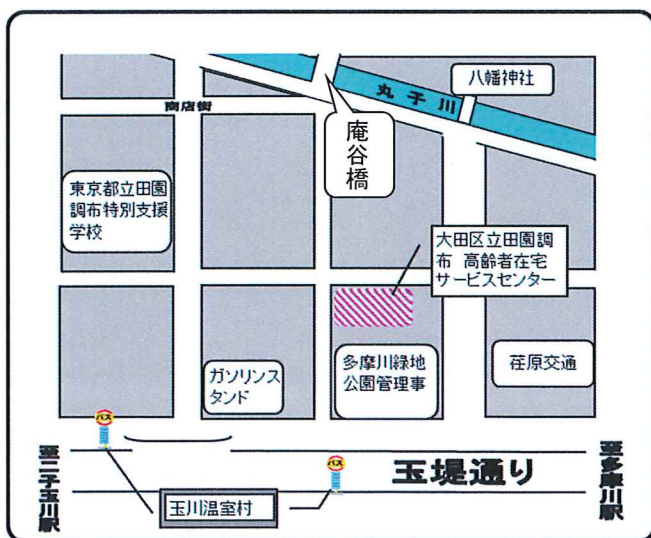 八幡神社
丸子川
商店街
庵谷橋
東京都立田園
調布特別支援
学校
大田区立田園調
布 高齢者在宅
サービスセンター
ガソリンス
タンド
多摩川緑地
公園管理事
荏原交通
バス
バス
至二子玉川駅
玉堤通り
至多摩川駅
玉川温室村